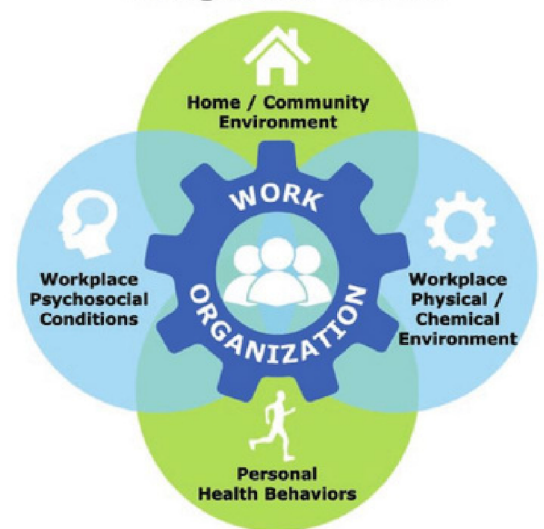 Home / Community
Environment
WORK
ORGANIZATION
Workplace
Psychosocial
Conditions
Workplace
Physical /
Chemical
Environment
Personal
Health Behaviors